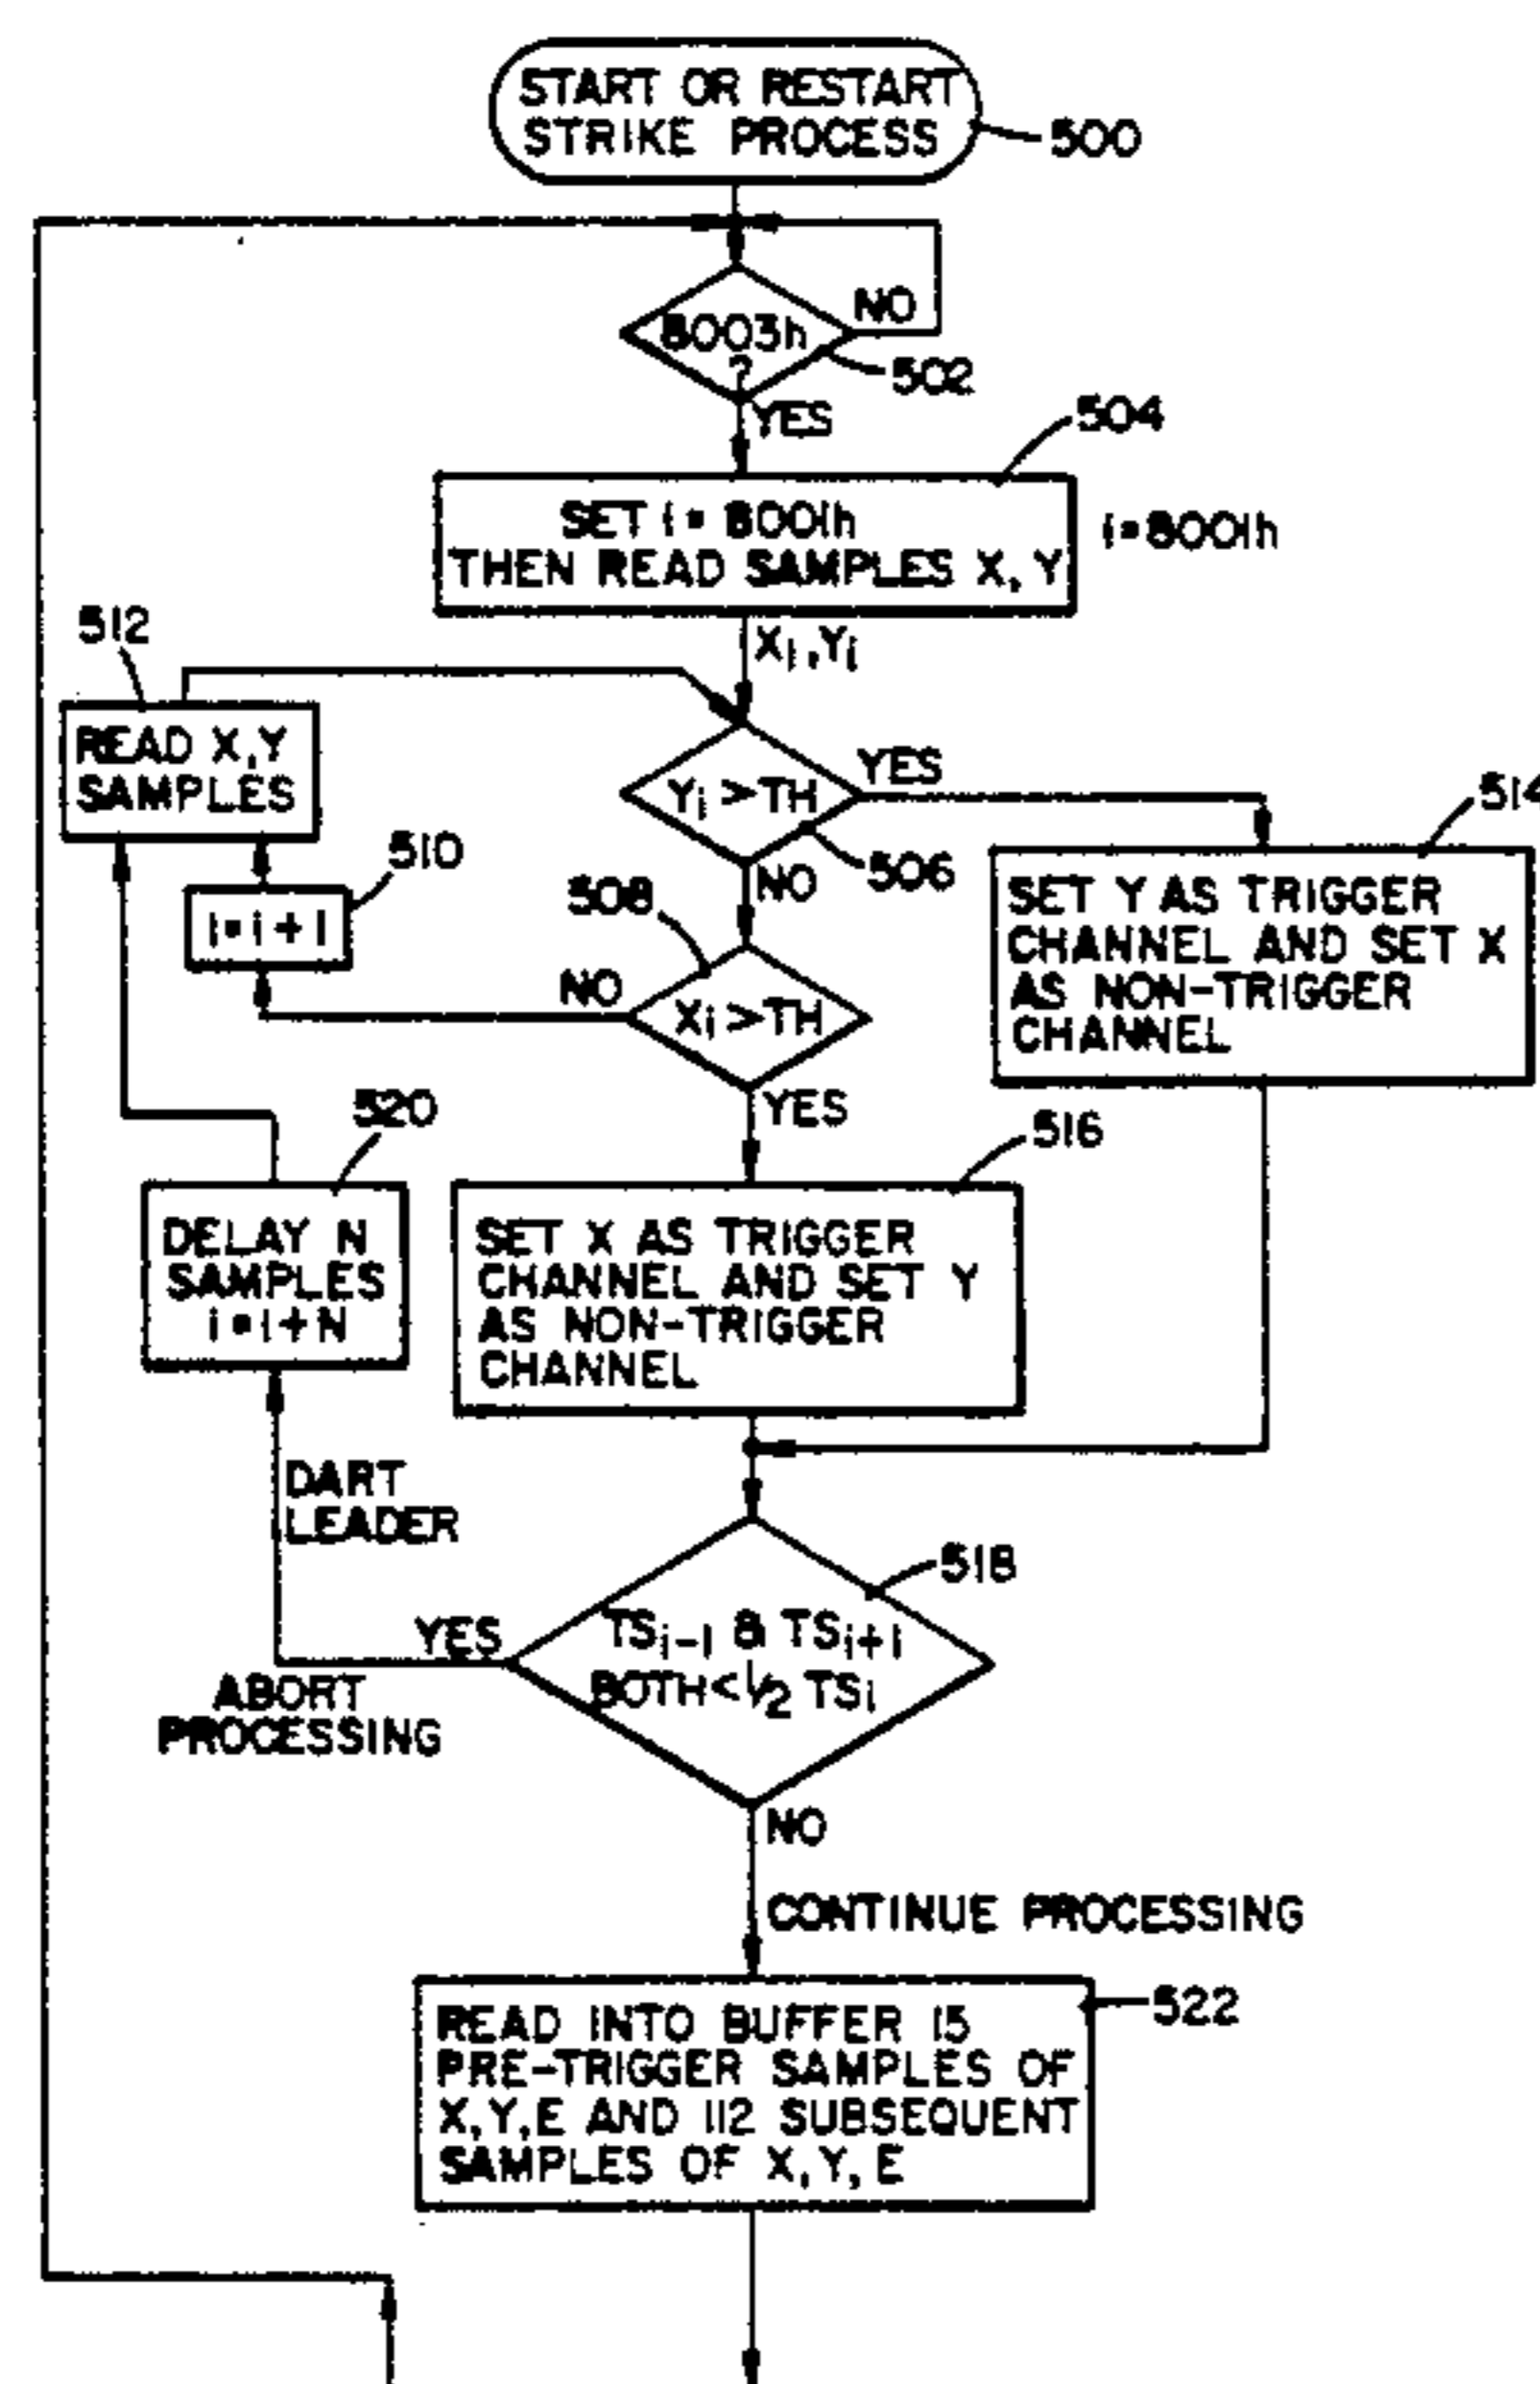 START OR RESTART
STRIKE PROCESS
500
8003h
?
NO
502
YES
504
SET i = 8001h
THEN READ SAMPLES X, Y
i=8001h
Xi, Yi
512
READ X,Y
SAMPLES
510
i=i+1
Yi >TH
YES
506
NO
514
SET Y AS TRIGGER
CHANNEL AND SET X
AS NON-TRIGGER
CHANNEL
508
NO
Xi >TH
YES
520
DELAY N
SAMPLES
i=i+N
516
SET X AS TRIGGER
CHANNEL AND SET Y
AS NON-TRIGGER
CHANNEL
DART
LEADER
518
TSi-1 & TSi+1
BOTH<1/2 TSi
YES
ABORT
PROCESSING
NO
CONTINUE PROCESSING
522
READ INTO BUFFER 15
PRE-TRIGGER SAMPLES OF
X,Y,E AND 112 SUBSEQUENT
SAMPLES OF X,Y,E